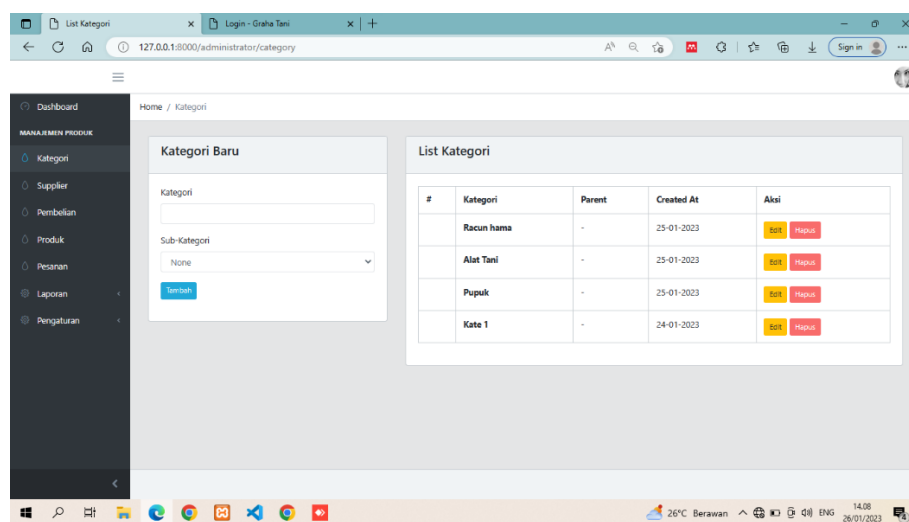 List Kategori
Login - Graha Tani
127.0.0.1:8000/administrator/category
Sign in
Dashboard
MANAJEMEN PRODUK
Kategori
Supplier
Pembelian
Produk
Pesanan
Laporan
Pengaturan
Home / Kategori
Kategori Baru
Kategori
Sub-Kategori
None
Tambah
List Kategori
# Kategori Parent Created At Aksi
Racun hama - 25-01-2023 Edit Hapus
Alat Tani - 25-01-2023 Edit Hapus
Pupuk - 25-01-2023 Edit Hapus
Kate 1 - 24-01-2023 Edit Hapus
26°C Berawan ENG 14.08
26/01/2023